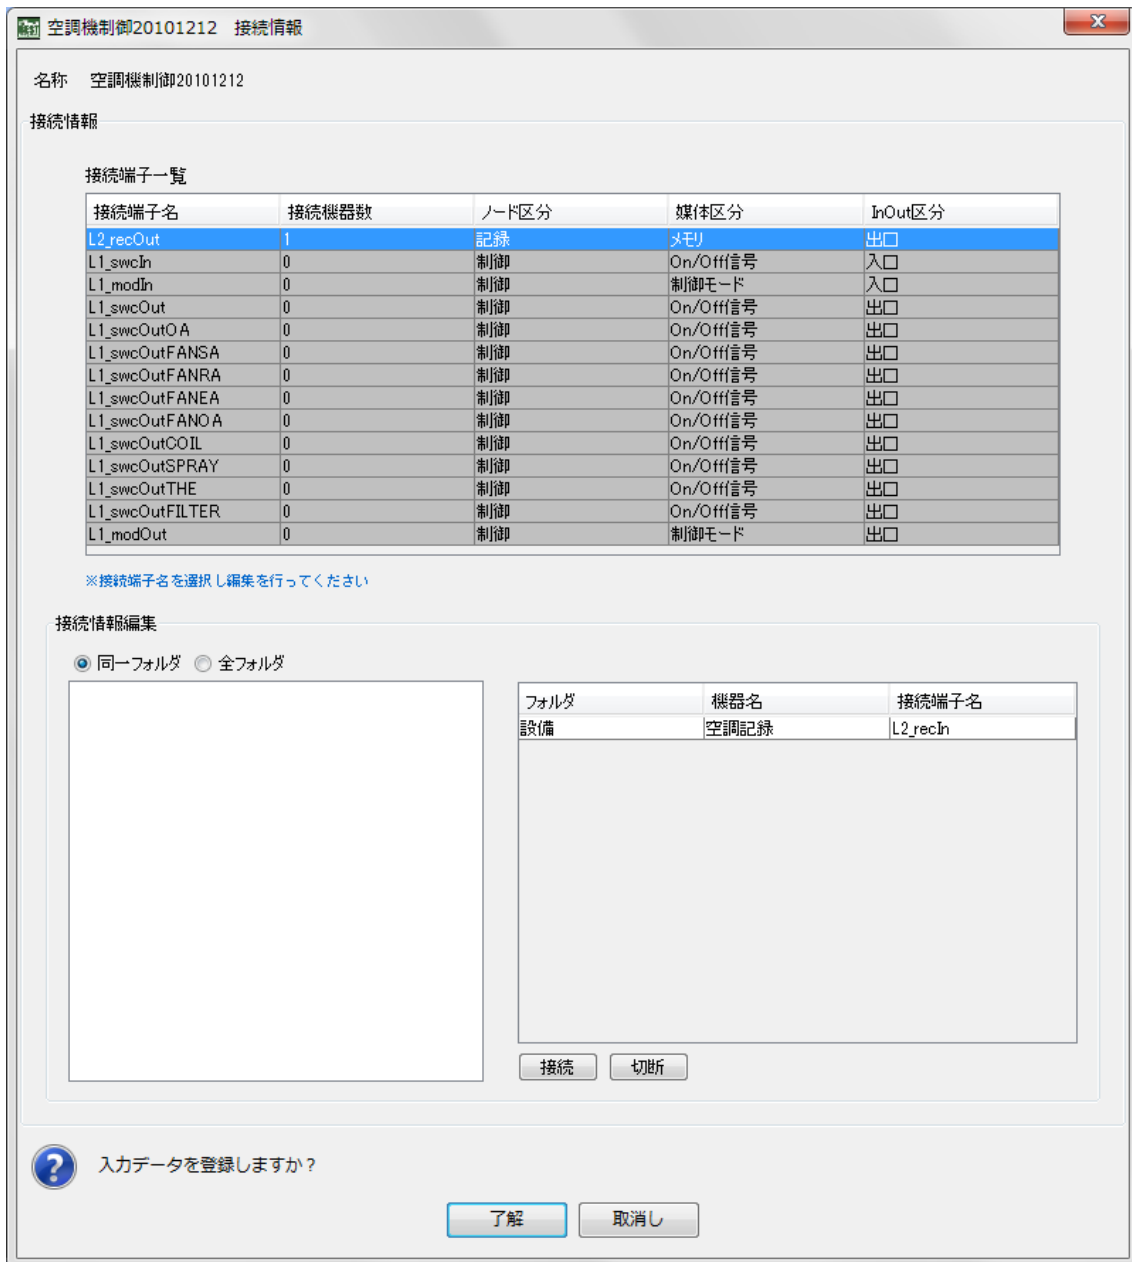 空調機制御20101212　接続情報
名称　空調機制御20101212
接続情報
接続端子一覧
接続端子名 接続機器数 ノード区分 媒体区分 InOut区分
L2_recOut 1 記録 メモリ 出口
L1_swcIn 0 制御 On/Off信号 入口
L1_modIn 0 制御 制御モード 入口
L1_swcOut 0 制御 On/Off信号 出口
L1_swcOutOA 0 制御 On/Off信号 出口
L1_swcOutFANSA 0 制御 On/Off信号 出口
L1_swcOutFANRA 0 制御 On/Off信号 出口
L1_swcOutFANEA 0 制御 On/Off信号 出口
L1_swcOutFANOA 0 制御 On/Off信号 出口
L1_swcOutCOIL 0 制御 On/Off信号 出口
L1_swcOutSPRAY 0 制御 On/Off信号 出口
L1_swcOutTHE 0 制御 On/Off信号 出口
L1_swcOutFILTER 0 制御 On/Off信号 出口
L1_modOut 0 制御 制御モード 出口
※接続端子名を選択し編集を行ってください
接続情報編集
同一フォルダ 全フォルダ
フォルダ 機器名 接続端子名
設備 空調記録 L2_recIn
接続 切断
入力データを登録しますか？
了解 取消し